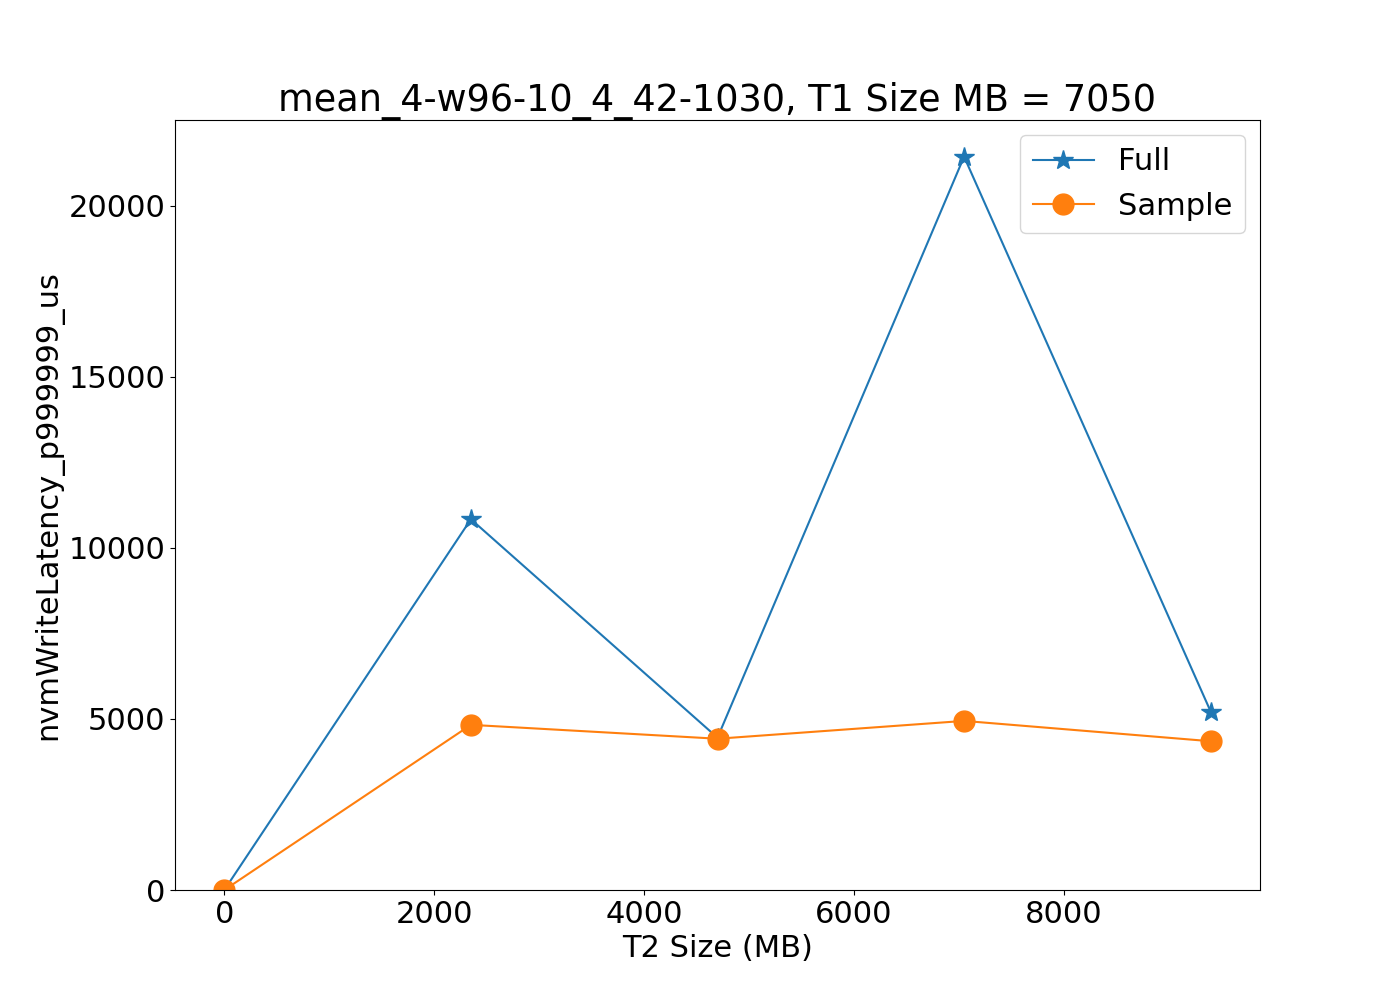 mean_4-w96-10_4_42-1030, T1 Size MB = 7050
Full
Sample
nvmWriteLatency_p999999_us
20000
15000
10000
5000
0
0 2000 4000 6000 8000
T2 Size (MB)